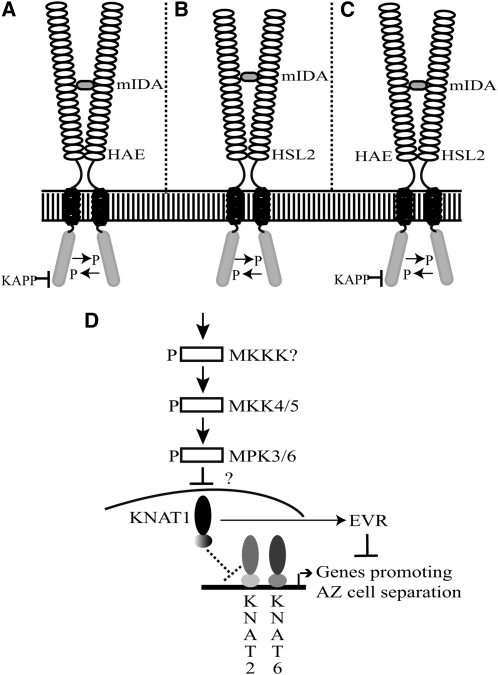 A
B
C
mIDA
mIDA
mIDA
HAE
HSL2
HAE
HSL2
P
P
P
P
P
P
KAPP
KAPP
D
P MKKK?
P MKK4/5
P MPK3/6
?
KNAT1
EVR
Genes promoting
AZ cell separation
KNAT2
KNAT6